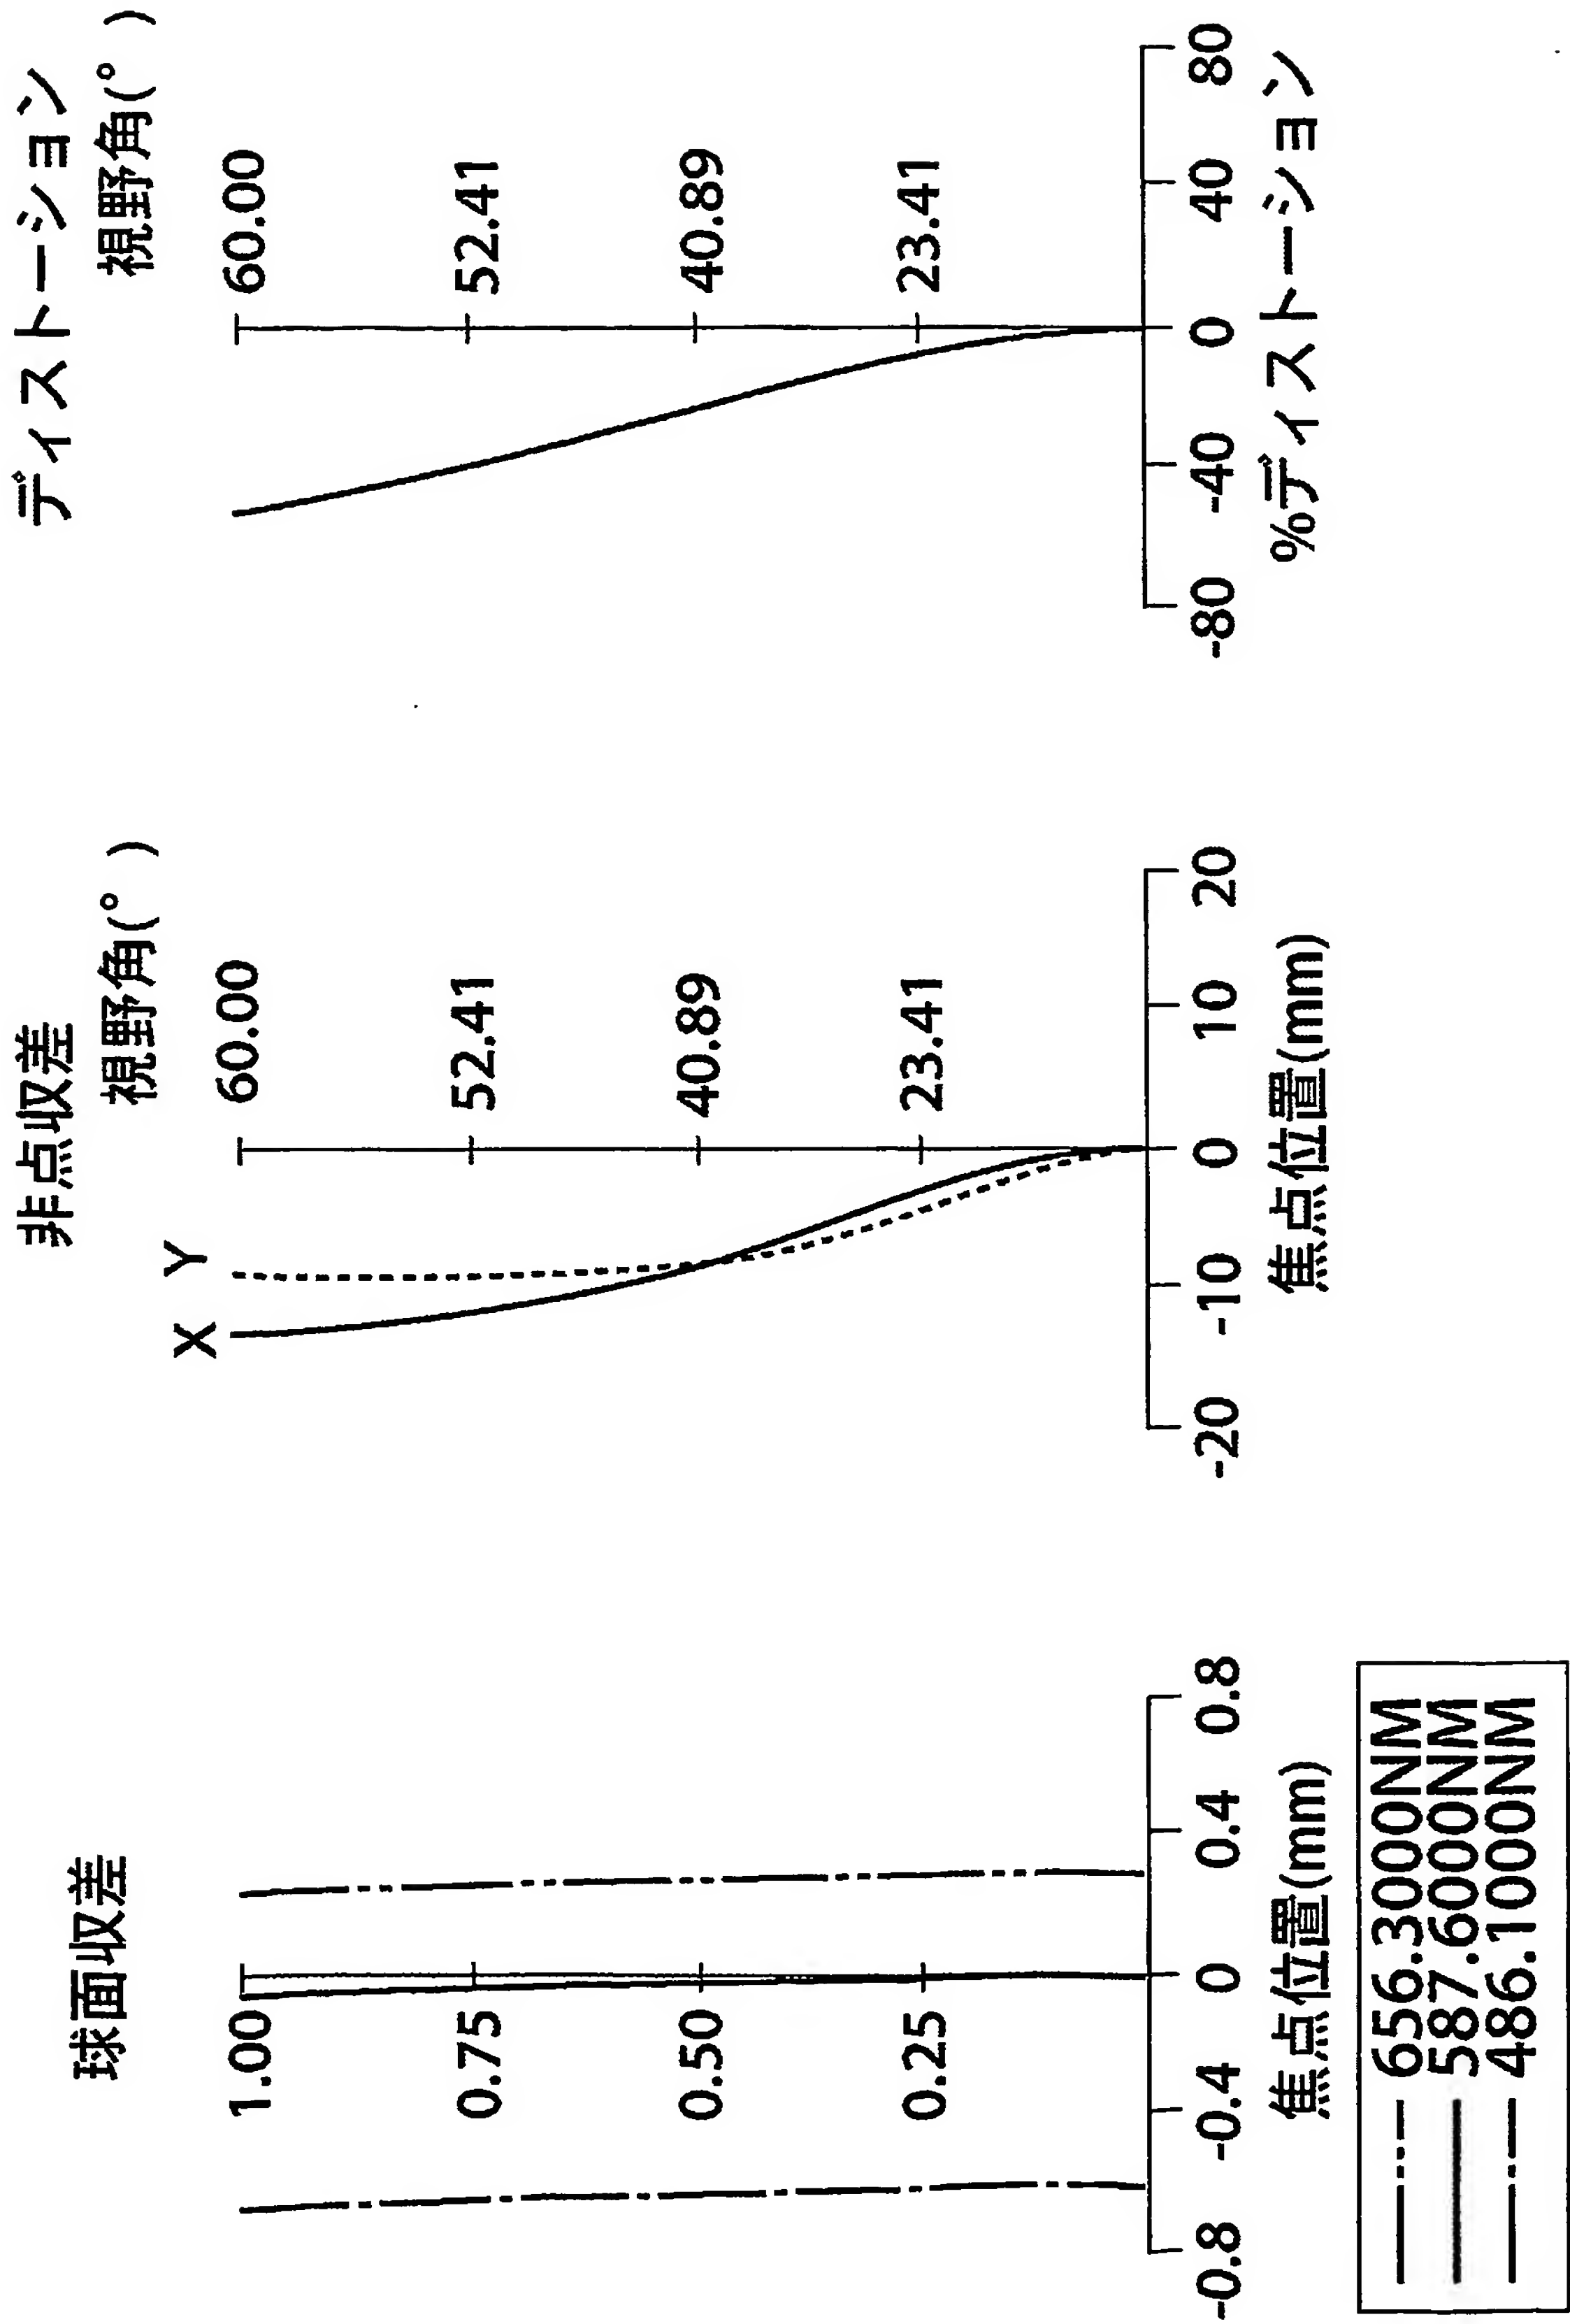 球面収差
1.00
0.75
0.50
0.25
-0.8 -0.4 0 0.4 0.8
焦点位置(mm)
656.3000NM
587.6000NM
486.1000NM
非点収差
視野角(° )
X Y
60.00
52.41
40.89
23.41
-20 -10 0 10 20
焦点位置(mm)
ディストーション
視野角(° )
60.00
52.41
40.89
23.41
-80 -40 0 40 80
%ディストーション